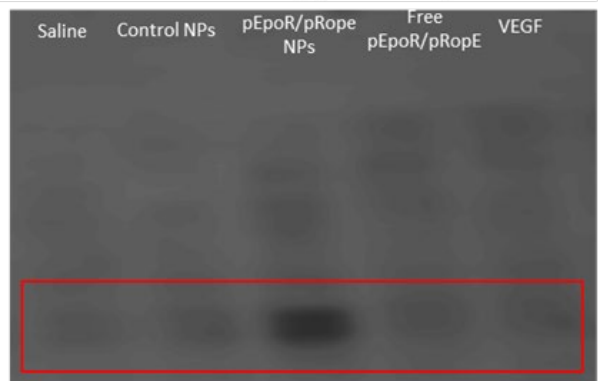 Saline
Control NPs
pEpoR/pRope
NPs
Free
pEpoR/pRopE
VEGF